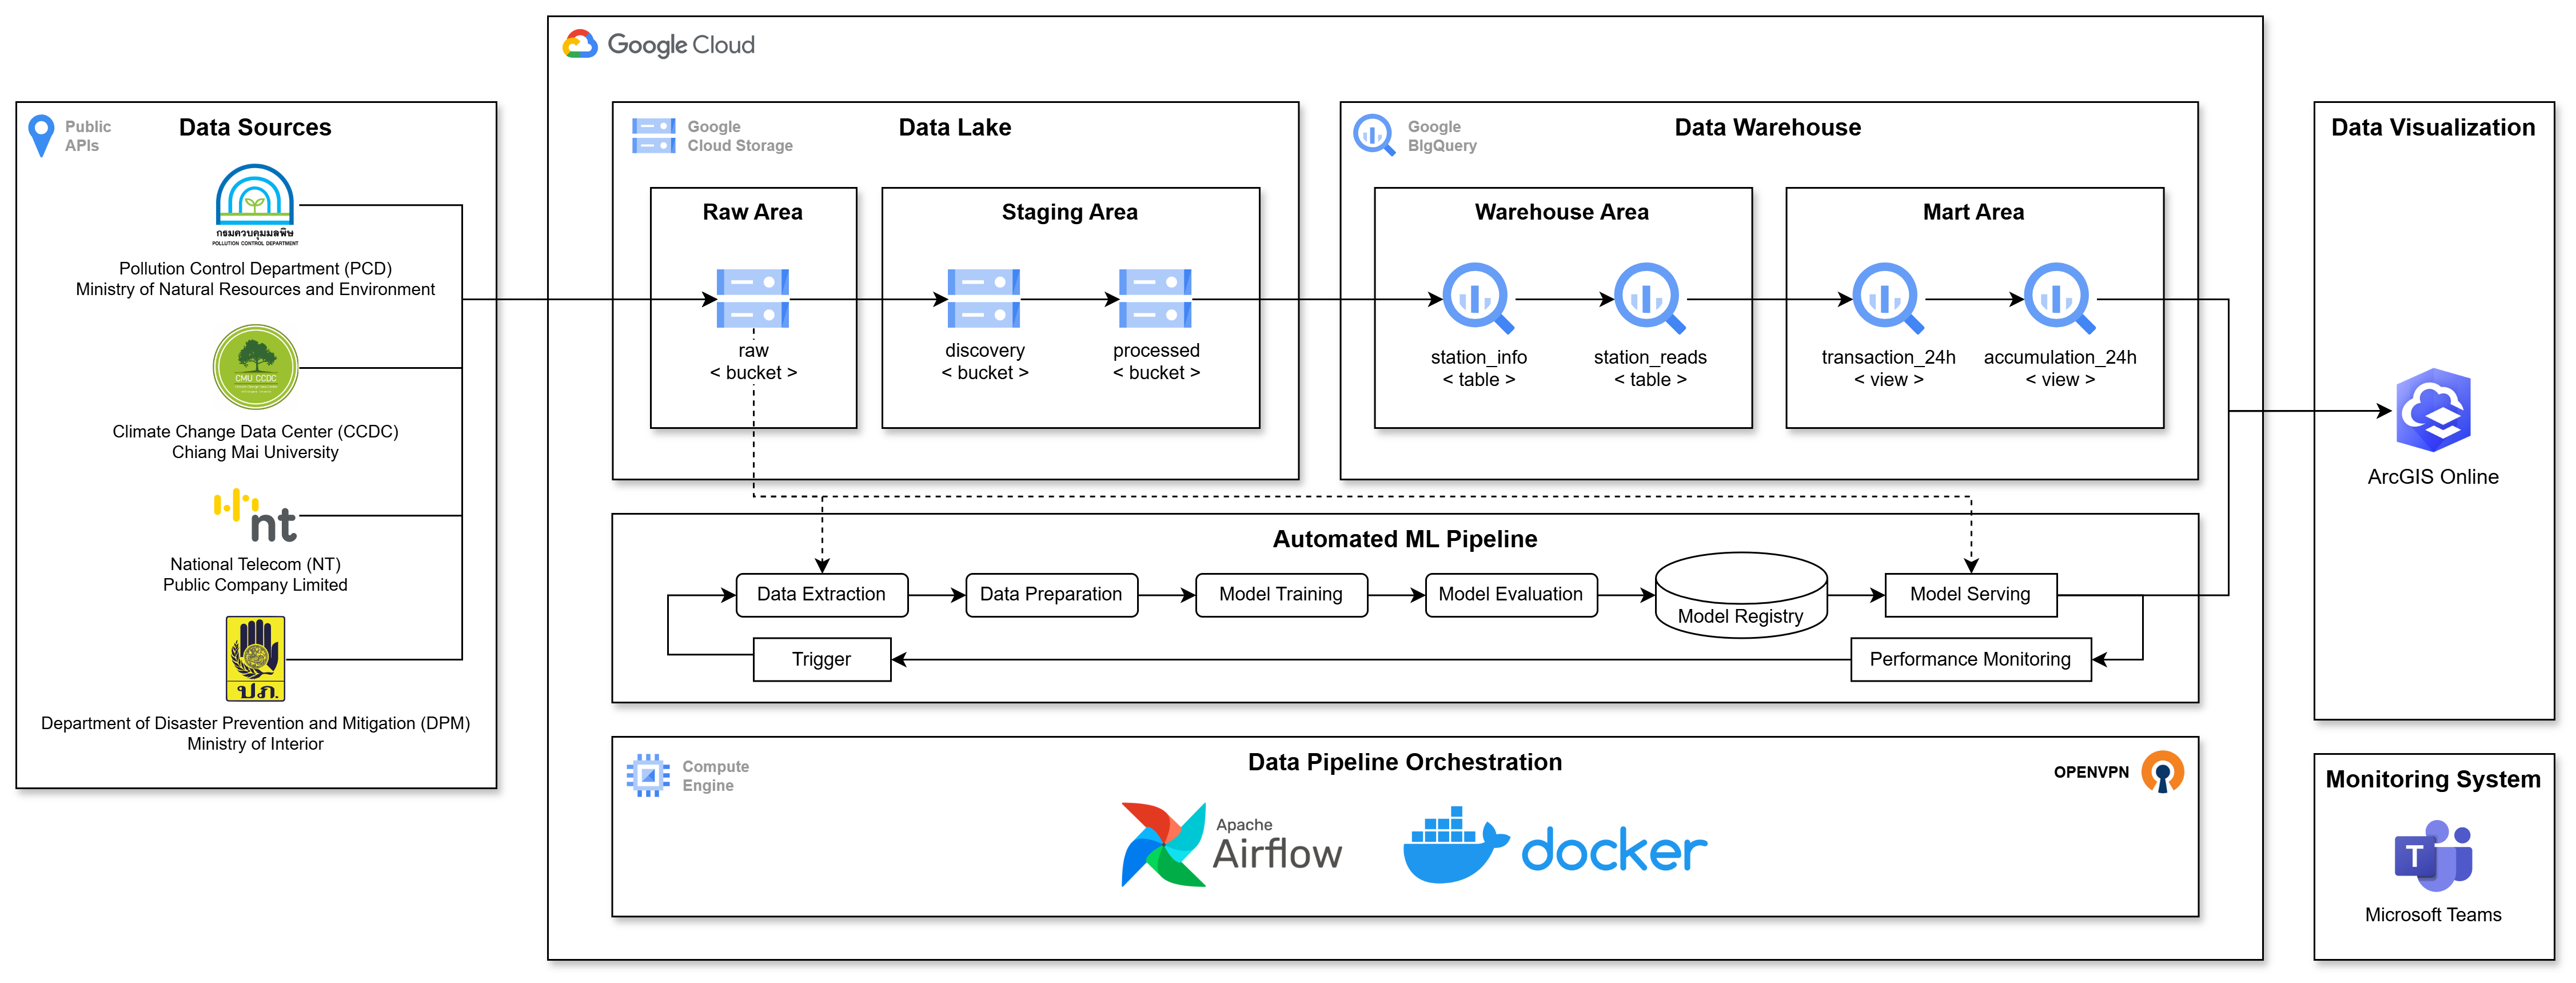 Google Cloud
Public
APIs
Data Sources
กรมควบคุมมลพิษ
POLLUTION CONTROL DEPARTMENT
Pollution Control Department (PCD)
Ministry of Natural Resources and Environment
CMU CCDC
Climate Change Data Center (CCDC)
Chiang Mai University
nt
National Telecom (NT)
Public Company Limited
ปภ.
Department of Disaster Prevention and Mitigation (DPM)
Ministry of Interior
Google
Cloud Storage
Data Lake
Raw Area
raw
< bucket >
Staging Area
discovery
< bucket >
processed
< bucket >
Google
BIgQuery
Data Warehouse
Warehouse Area
station_info
< table >
station_reads
< table >
Mart Area
transaction_24h
< view >
accumulation_24h
< view >
Automated ML Pipeline
Data Extraction
Data Preparation
Model Training
Model Evaluation
Model Registry
Model Serving
Trigger
Performance Monitoring
Compute
Engine
Data Pipeline Orchestration
OPENVPN
Apache
Airflow
docker
Data Visualization
ArcGIS Online
Monitoring System
T
Microsoft Teams